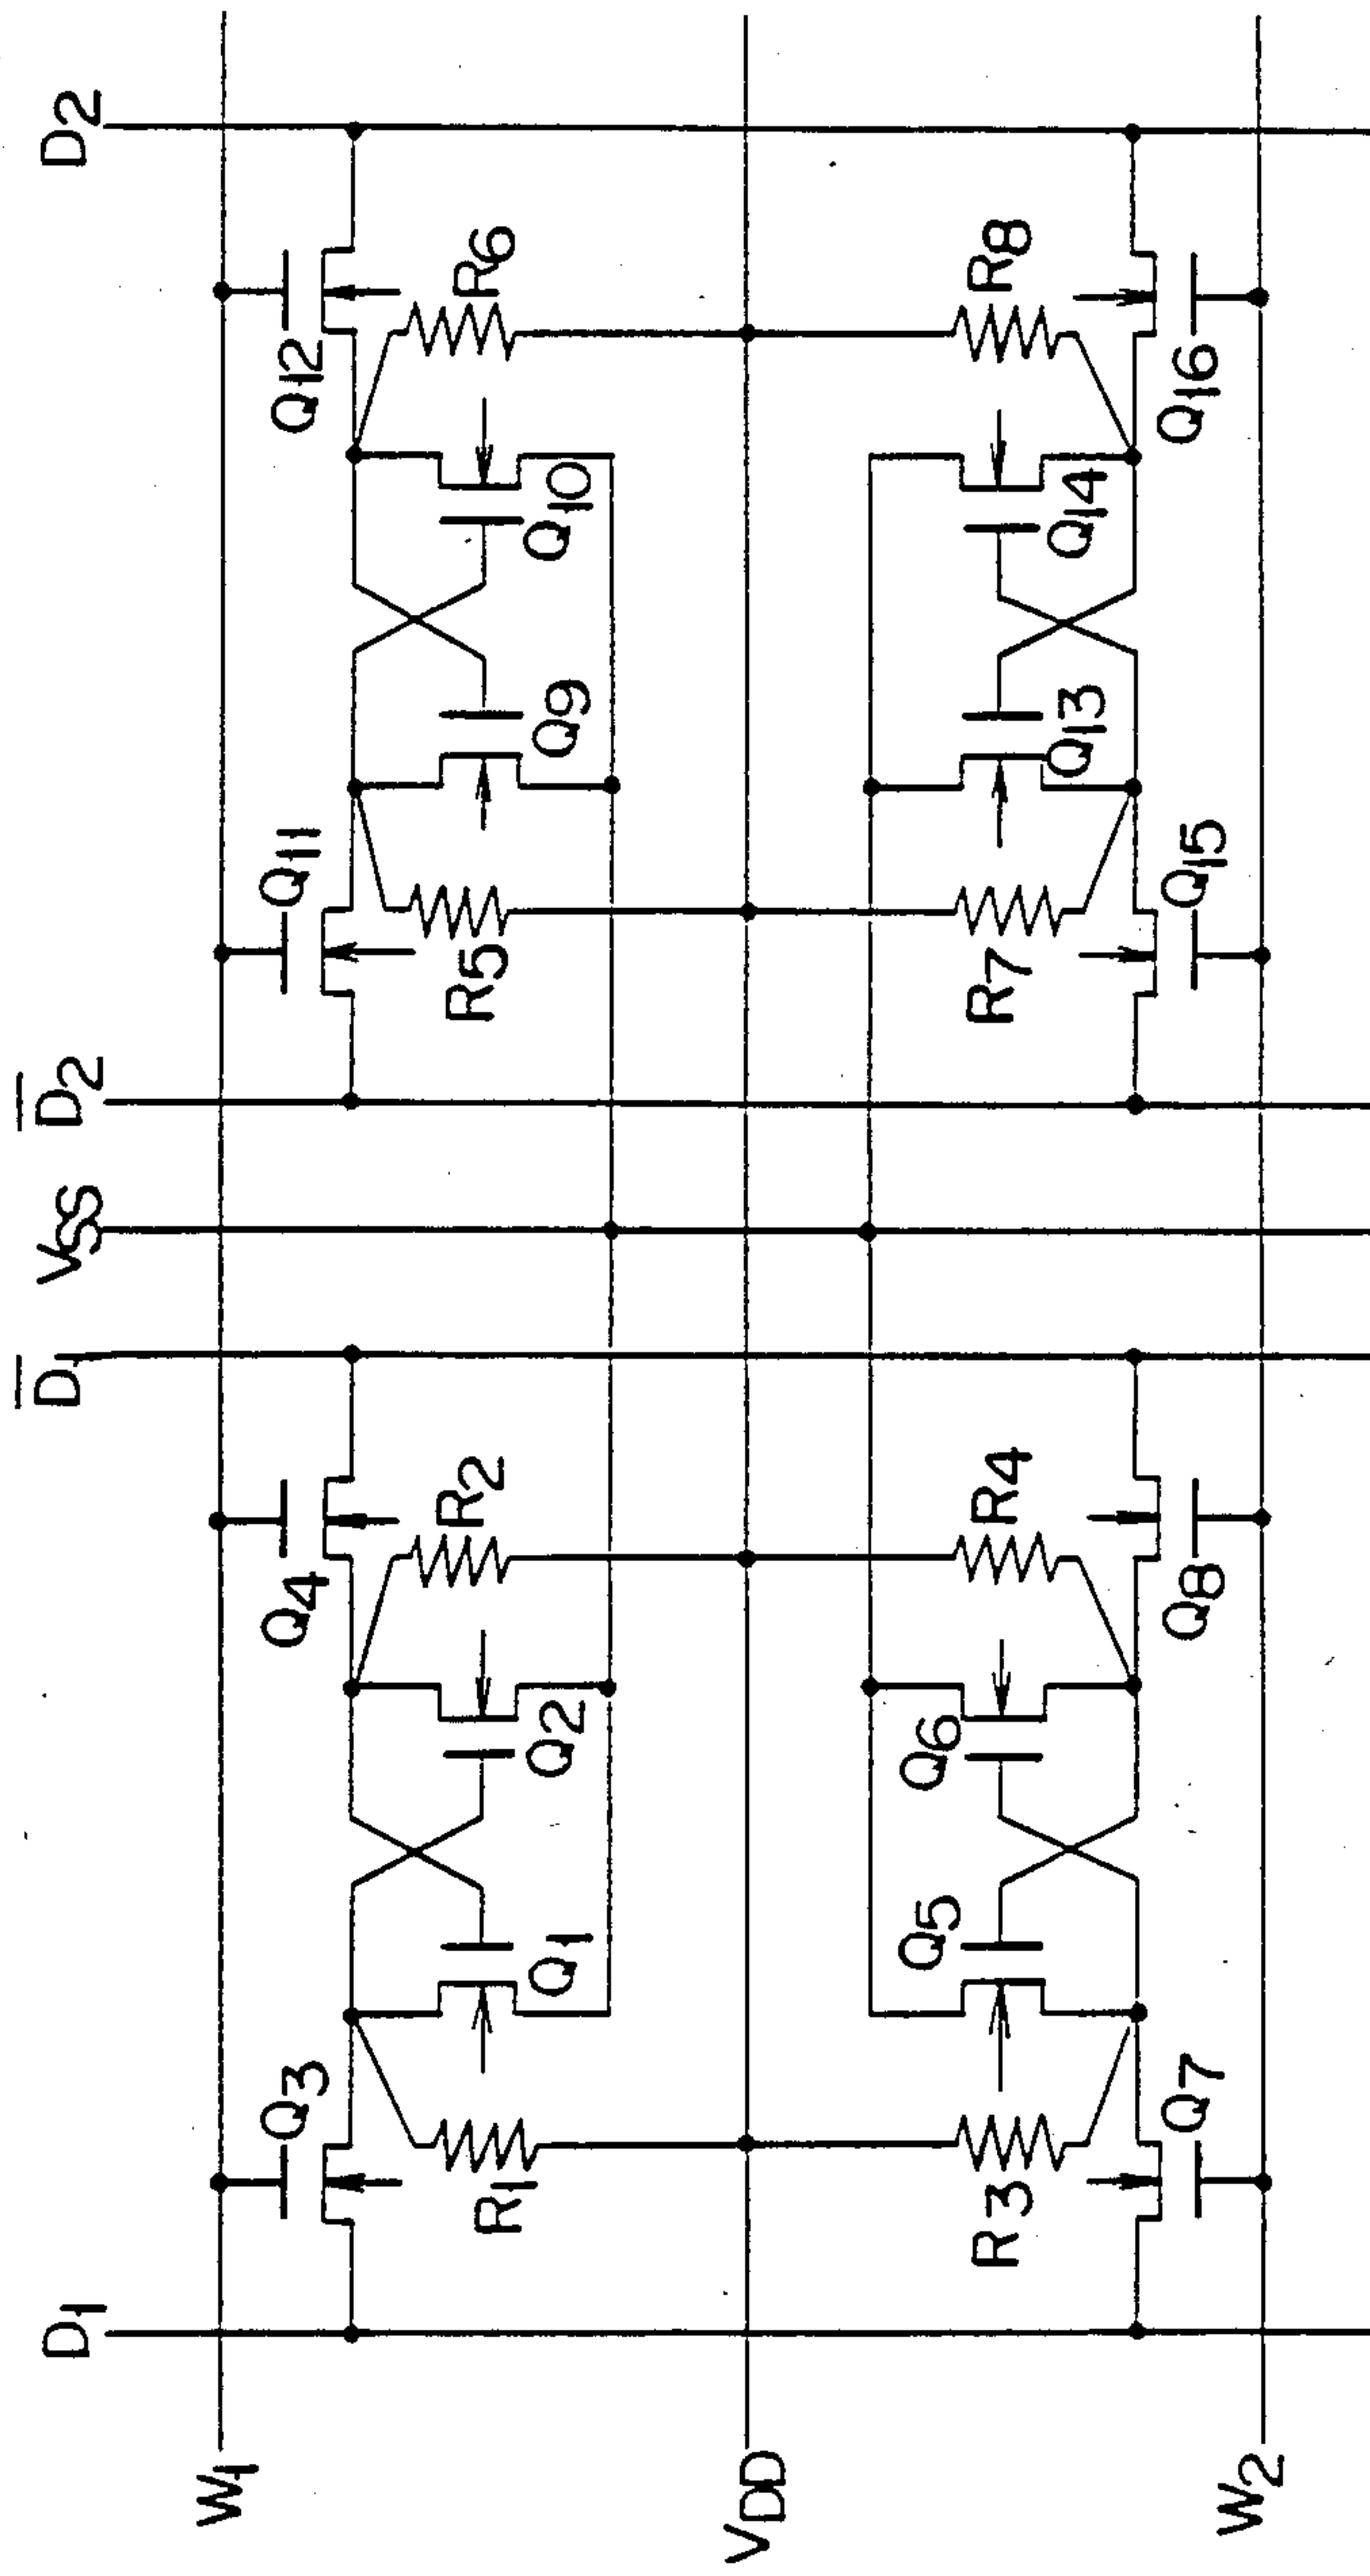 D1 D̅1 VSS D̅2 D2
W1
Q3 Q4 Q11 Q12
R1 Q1 Q2 R2 R5 Q9 Q10 R6
VDD
R3 Q5 Q6 R4 R7 Q13 Q14 R8
Q7 Q8 Q15 Q16
W2